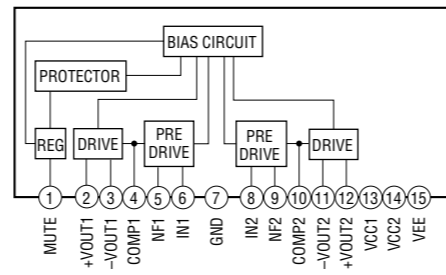 BIAS CIRCUIT
PROTECTOR
REG
DRIVE
PRE
DRIVE
PRE
DRIVE
DRIVE
1
2
3
4
5
6
7
8
9
10
11
12
13
14
15
MUTE
+VOUT1
–VOUT1
COMP1
NF1
IN1
GND
IN2
NF2
COMP2
–VOUT2
+VOUT2
VCC1
VCC2
VEE